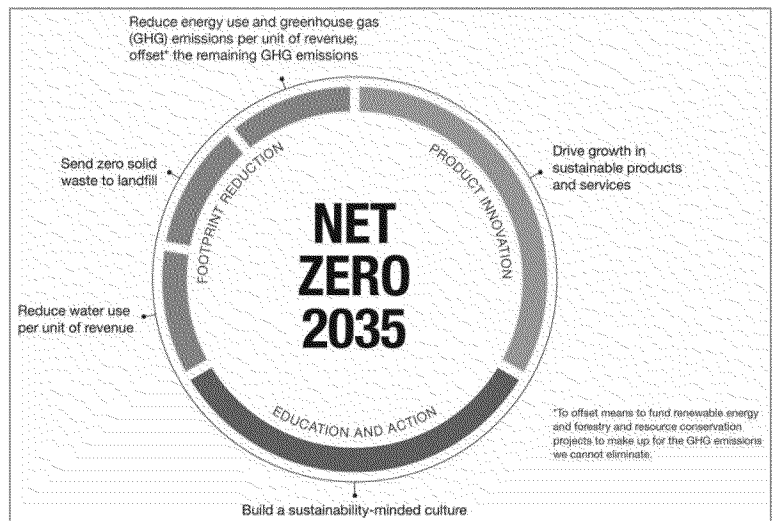 Reduce energy use and greenhouse gas
(GHG) emissions per unit of revenue;
offset* the remaining GHG emissions
Send zero solid
waste to landfill
Drive growth in
sustainable products
and services
FOOTPRINT REDUCTION
PRODUCT INNOVATION
NET
ZERO
2035
Reduce water use
per unit of revenue
EDUCATION AND ACTION
*To offset means to fund renewable energy
and forestry and resource conservation
projects to make up for the GHG emissions
we cannot eliminate.
Build a sustainability-minded culture